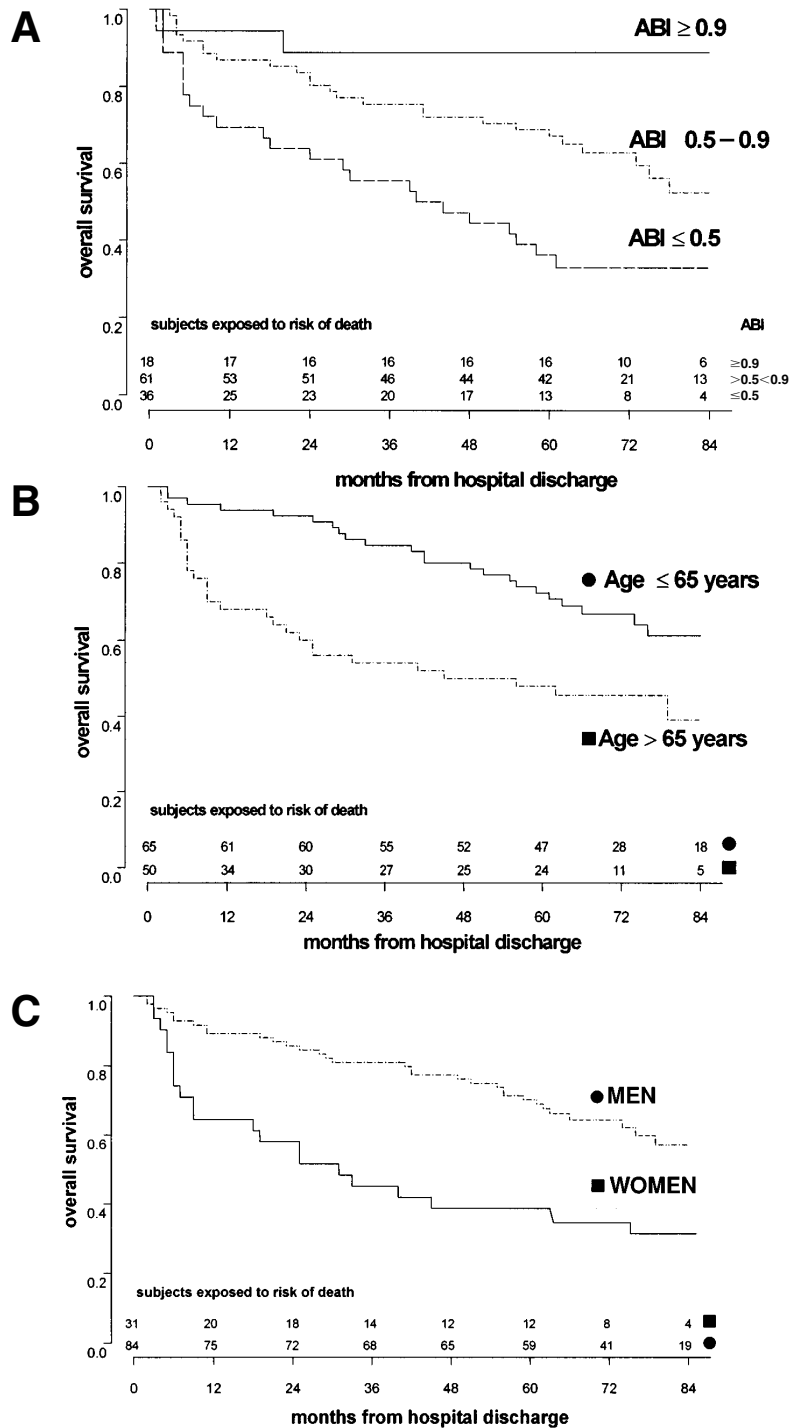 A
1.0
ABI ≥ 0.9
0.8
ABI 0.5 – 0.9
0.6
overall survival
ABI ≤ 0.5
0.4
0.2
subjects exposed to risk of death ABI
18 17 16 16 16 16 10 6 ≥0.9
61 53 51 46 44 42 21 13 >0.5<0.9
36 25 23 20 17 13 8 4 ≤0.5
0.0
0 12 24 36 48 60 72 84
months from hospital discharge
B
1.0
0.8
● Age ≤ 65 years
0.6
overall survival
0.4
■ Age > 65 years
0.2
subjects exposed to risk of death
65 61 60 55 52 47 28 18 ●
50 34 30 27 25 24 11 5 ■
0.0
0 12 24 36 48 60 72 84
months from hospital discharge
C
1.0
0.8
● MEN
0.6
overall survival
■ WOMEN
0.4
0.2
subjects exposed to risk of death
31 20 18 14 12 12 8 4 ■
84 75 72 68 65 59 41 19 ●
0.0
0 12 24 36 48 60 72 84
months from hospital discharge